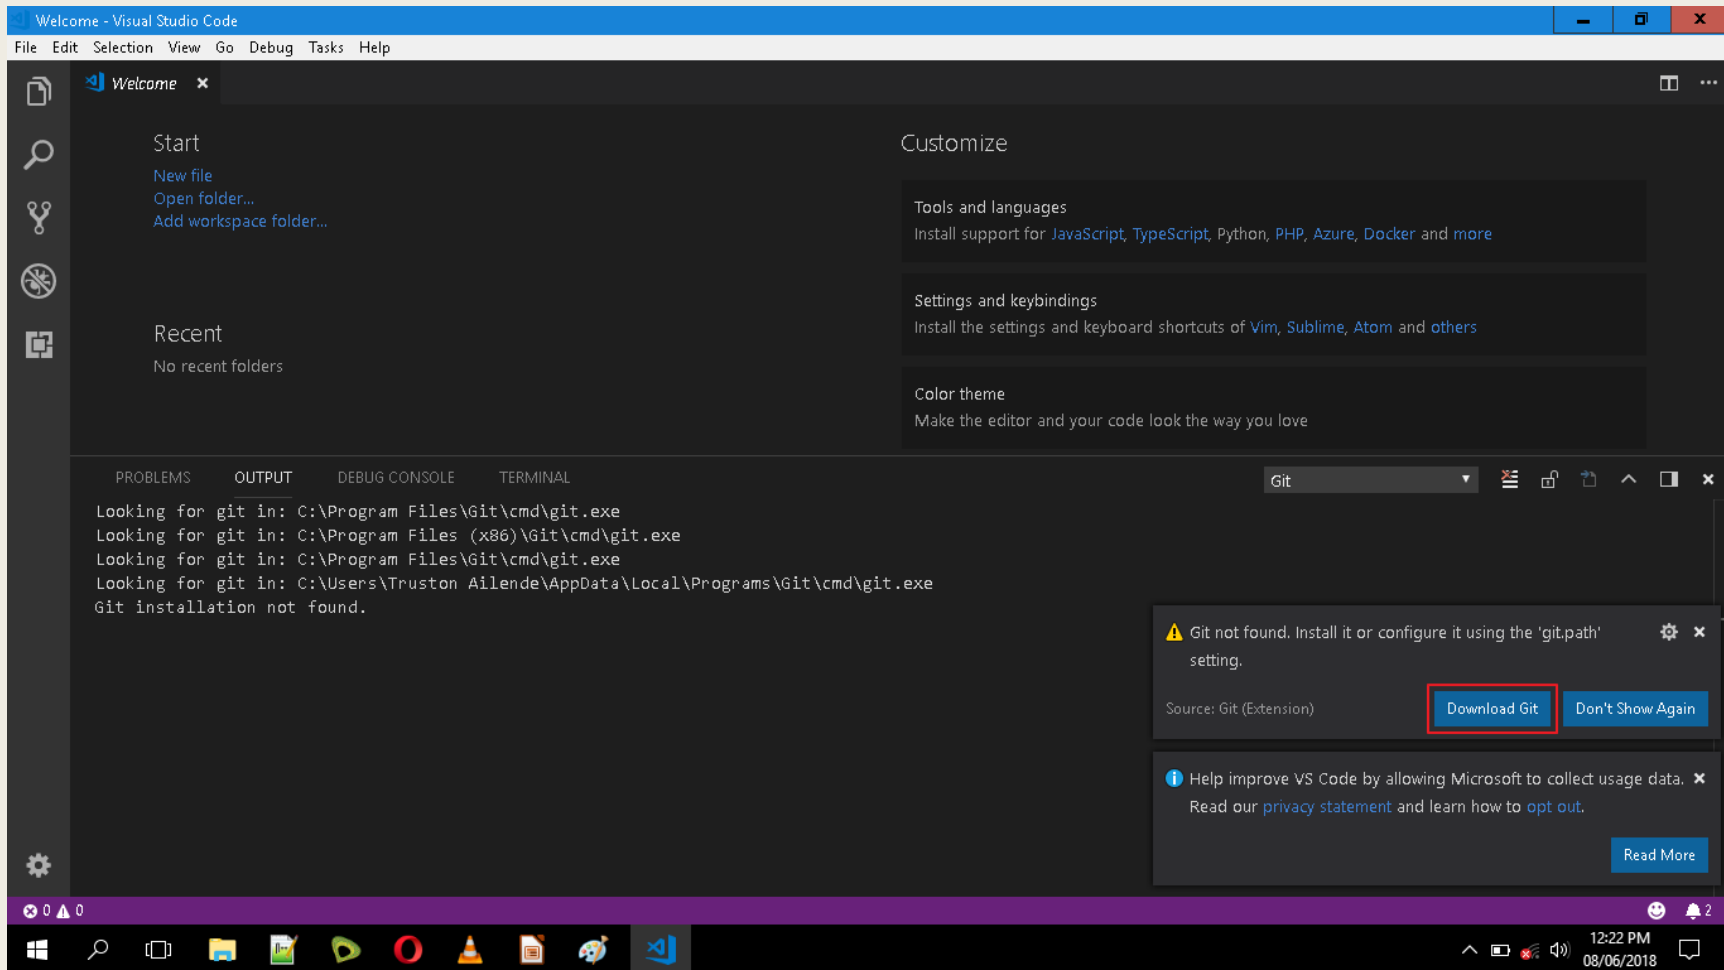 Welcome - Visual Studio Code
File Edit Selection View Go Debug Tasks Help
Welcome
Start
New file
Open folder...
Add workspace folder...
Recent
No recent folders
Customize
Tools and languages
Install support for JavaScript, TypeScript, Python, PHP, Azure, Docker and more
Settings and keybindings
Install the settings and keyboard shortcuts of Vim, Sublime, Atom and others
Color theme
Make the editor and your code look the way you love
PROBLEMS OUTPUT DEBUG CONSOLE TERMINAL
Git
Looking for git in: C:\Program Files\Git\cmd\git.exe
Looking for git in: C:\Program Files (x86)\Git\cmd\git.exe
Looking for git in: C:\Program Files\Git\cmd\git.exe
Looking for git in: C:\Users\Truston Ailende\AppData\Local\Programs\Git\cmd\git.exe
Git installation not found.
Git not found. Install it or configure it using the 'git.path'
setting.
Source: Git (Extension)
Download Git
Don't Show Again
Help improve VS Code by allowing Microsoft to collect usage data.
Read our privacy statement and learn how to opt out.
Read More
0 0
2
12:22 PM
08/06/2018